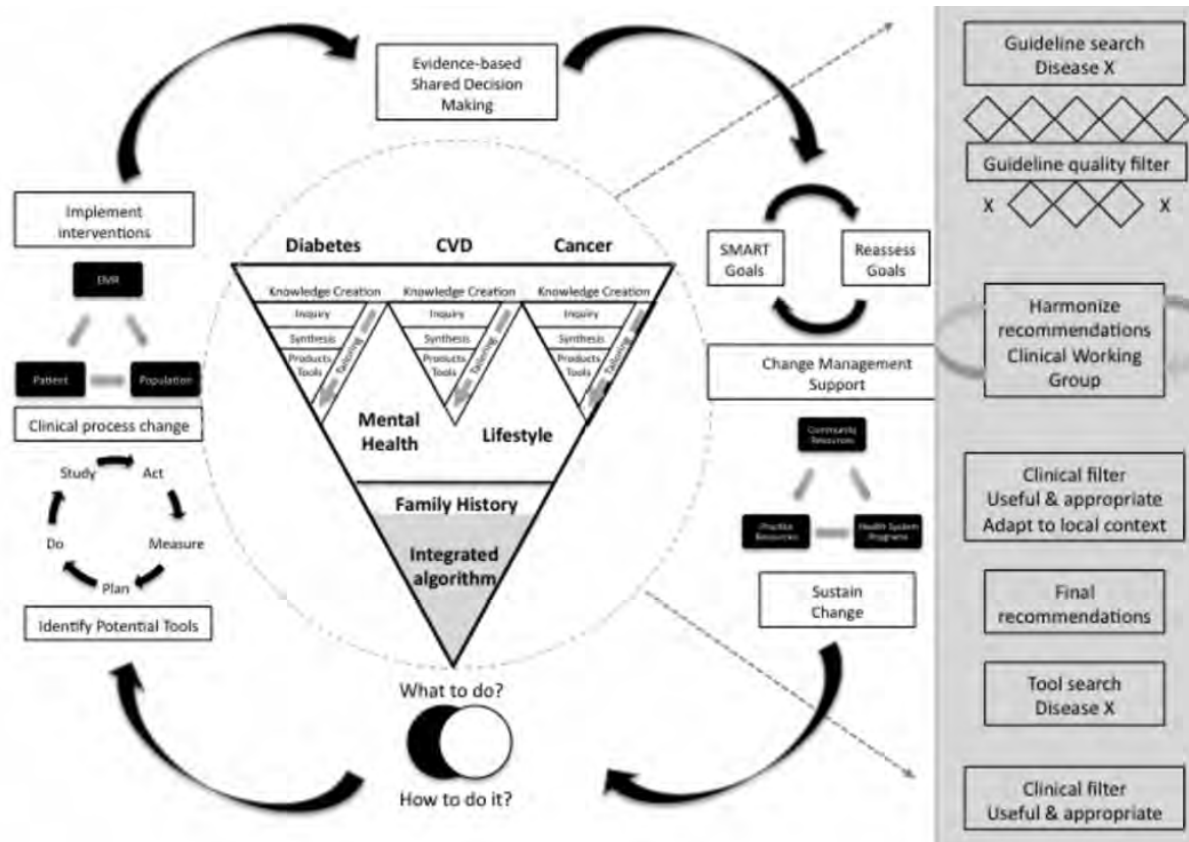 Evidence-based
Shared Decision
Making
Implement
interventions
EMR
Patient
Population
Clinical process change
Study
Act
Do
Measure
Plan
Identify Potential Tools
Diabetes
CVD
Cancer
Knowledge Creation
Knowledge Creation
Knowledge Creation
Inquiry
Inquiry
Inquiry
Synthesis
Synthesis
Synthesis
Products
Tools
Products
Tools
Products
Tools
Tailoring
Tailoring
Tailoring
Mental
Health
Lifestyle
Family History
Integrated
algorithm
What to do?
How to do it?
SMART
Goals
Reassess
Goals
Change Management
Support
Community
Resources
Practice
Resources
Health System
Programs
Sustain
Change
Guideline search
Disease X
Guideline quality filter
X
X
Harmonize
recommendations
Clinical Working
Group
Clinical filter
Useful & appropriate
Adapt to local context
Final
recommendations
Tool search
Disease X
Clinical filter
Useful & appropriate